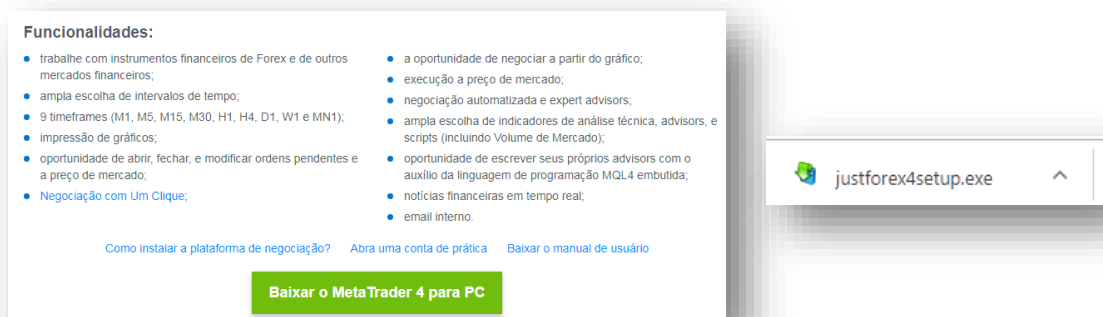 Funcionalidades:
trabalhe com instrumentos financeiros de Forex e de outros
mercados financeiros;
ampla escolha de intervalos de tempo;
9 timeframes (M1, M5, M15, M30, H1, H4, D1, W1 e MN1);
impressão de gráficos;
oportunidade de abrir, fechar, e modificar ordens pendentes e
a preço de mercado;
Negociação com Um Clique;
a oportunidade de negociar a partir do gráfico;
execução a preço de mercado;
negociação automatizada e expert advisors;
ampla escolha de indicadores de análise técnica, advisors, e
scripts (incluindo Volume de Mercado);
oportunidade de escrever seus próprios advisors com o
auxílio da linguagem de programação MQL4 embutida;
notícias financeiras em tempo real;
email interno.
Como instalar a plataforma de negociação? Abra uma conta de prática Baixar o manual de usuário
Baixar o MetaTrader 4 para PC
justforex4setup.exe